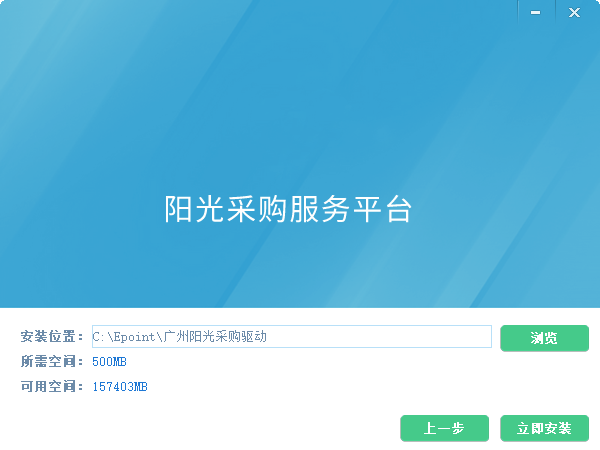 阳光采购服务平台
安装位置： C:\Epoint\广州阳光采购驱动 浏览
所需空间： 500MB
可用空间： 157403MB
上一步 立即安装